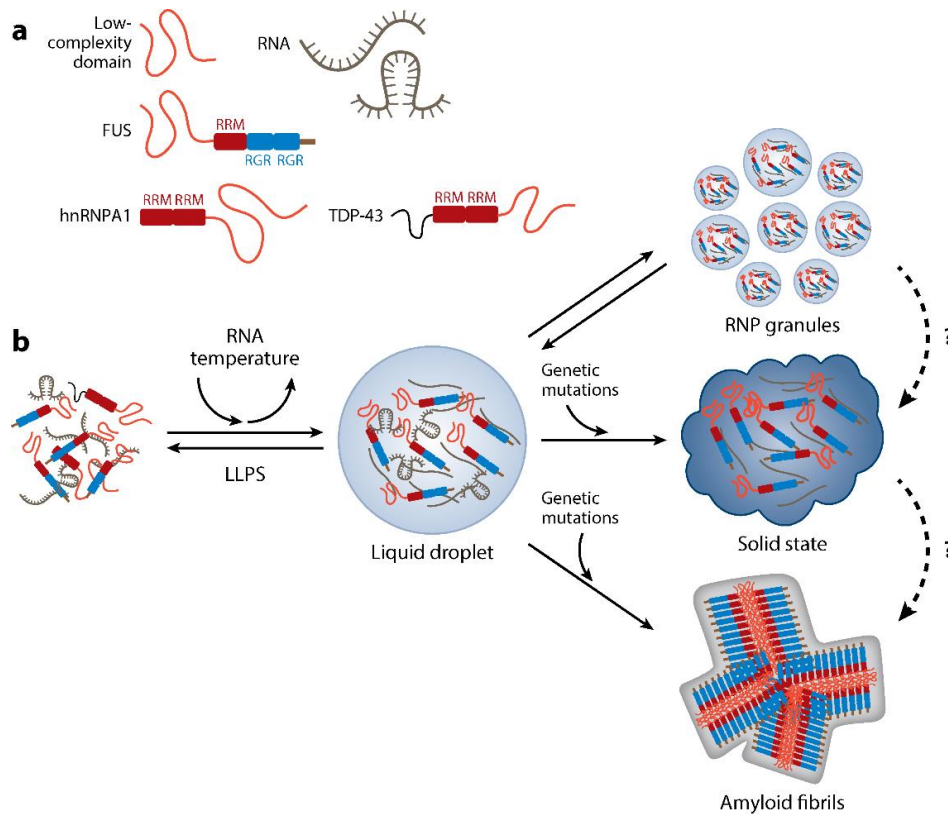 a
Low-
complexity
domain
RNA
FUS
RRM
RGR RGR
hnRNPA1
RRM RRM
TDP-43
RRM RRM
RNP granules
b
RNA
temperature
LLPS
Liquid droplet
Genetic
mutations
Genetic
mutations
Solid state
Amyloid fibrils